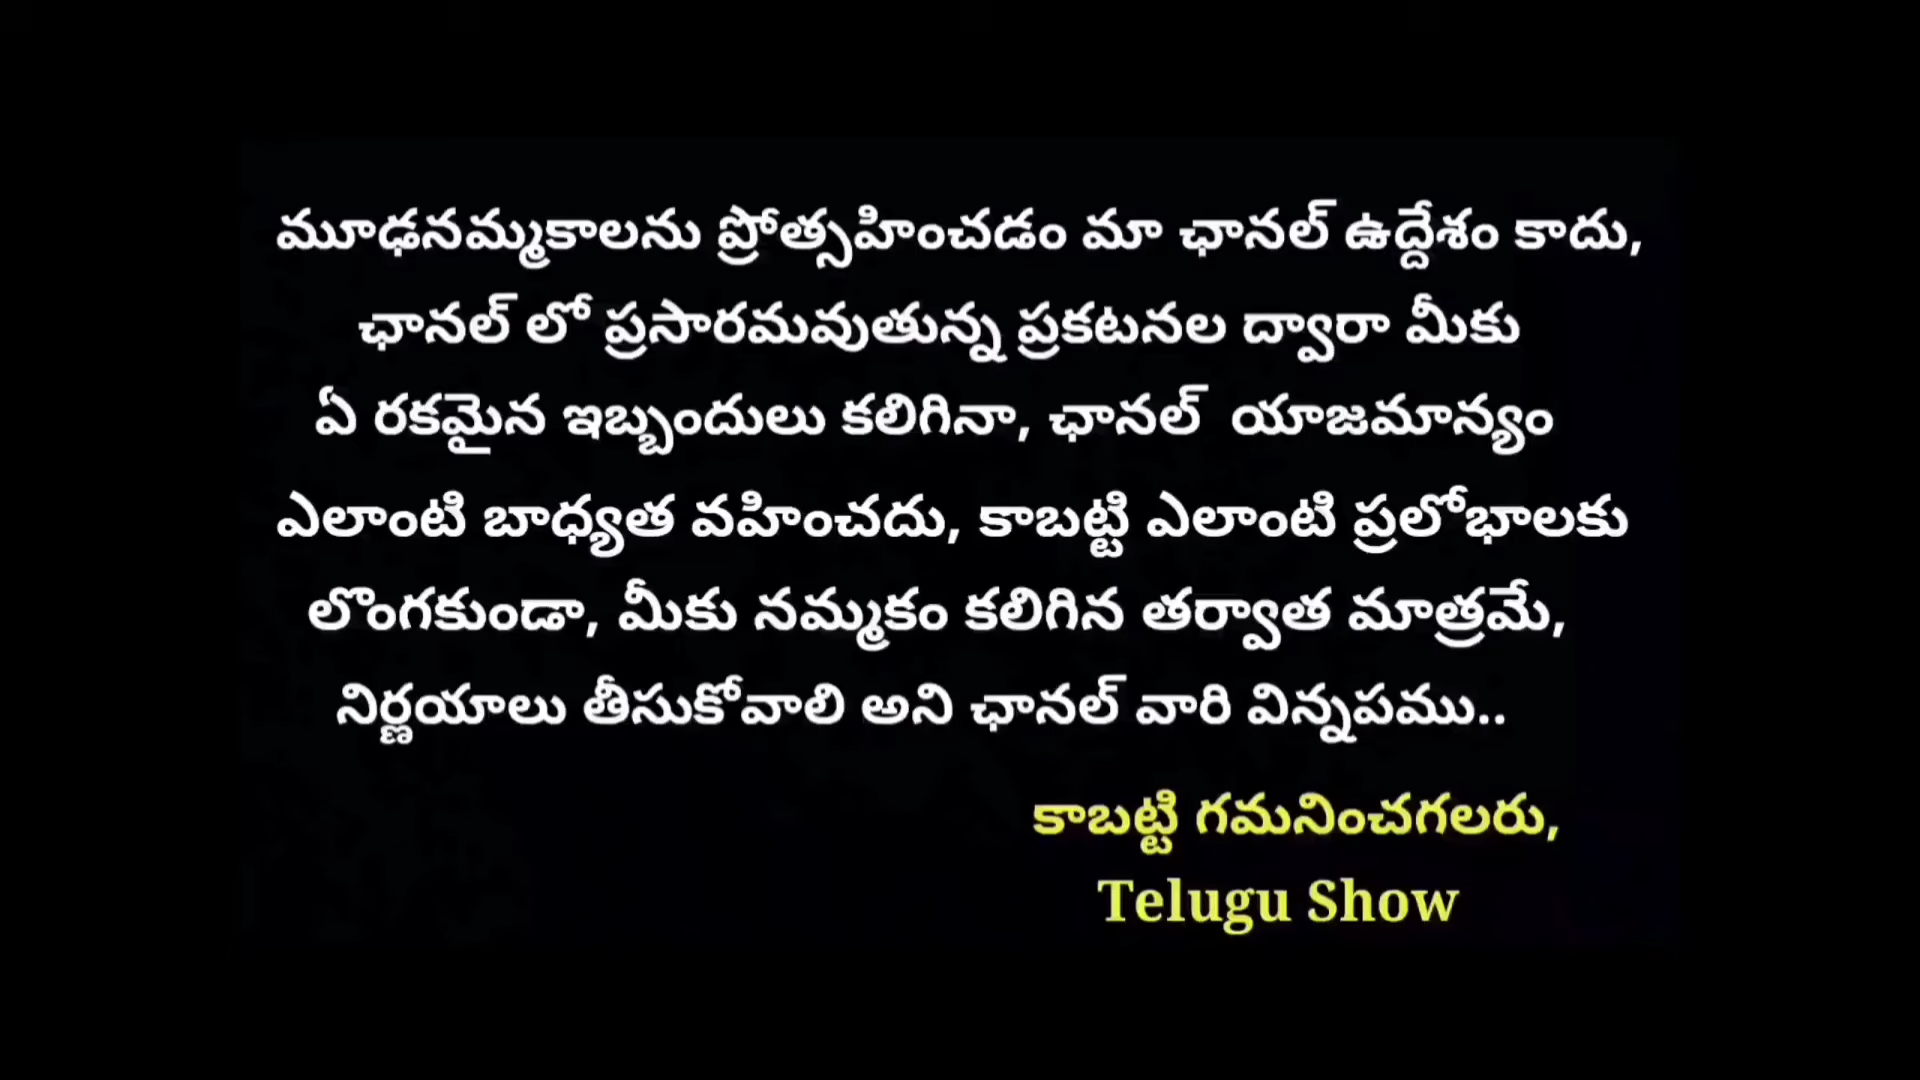 మూఢనమ్మకాలను ప్రోత్సహించడం మా ఛానల్ ఉద్దేశం కాదు,
ఛానల్ లో ప్రసారమవుతున్న ప్రకటనల ద్వారా మీకు
ఏ రకమైన ఇబ్బందులు కలిగినా, ఛానల్ యాజమాన్యం
ఎలాంటి బాధ్యత వహించదు, కాబట్టి ఎలాంటి ప్రలోభాలకు
లొంగకుండా, మీకు నమ్మకం కలిగిన తర్వాత మాత్రమే,
నిర్ణయాలు తీసుకోవాలి అని ఛానల్ వారి విన్నపము..
కాబట్టి గమనించగలరు,
Telugu Show